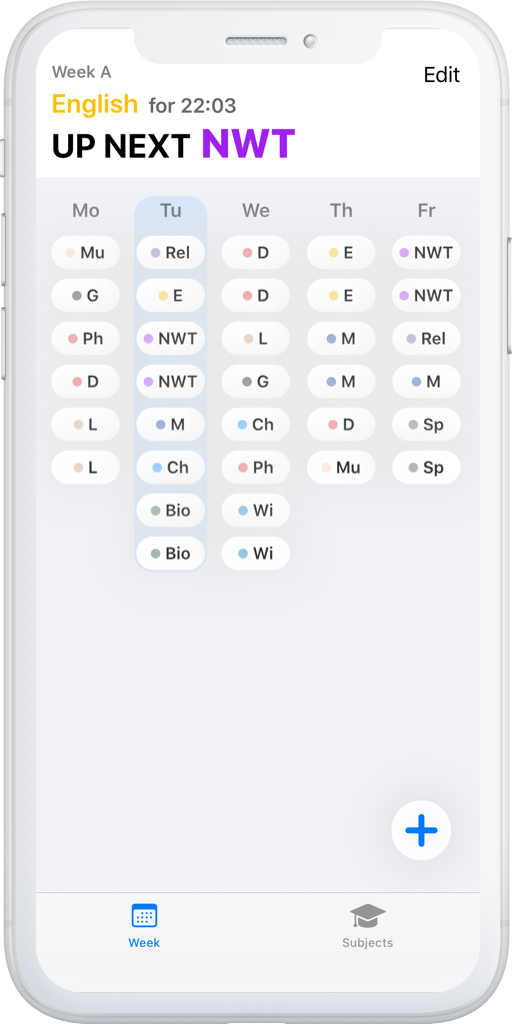 Week A
Edit
English for 22:03
UP NEXT NWT
Mo Tu We Th Fr
Mu Rel D E NWT
G E D E NWT
Ph NWT L M Rel
D NWT G M M
L M Ch D Sp
L Ch Ph Mu Sp
Bio Wi
Bio Wi
Week Subjects